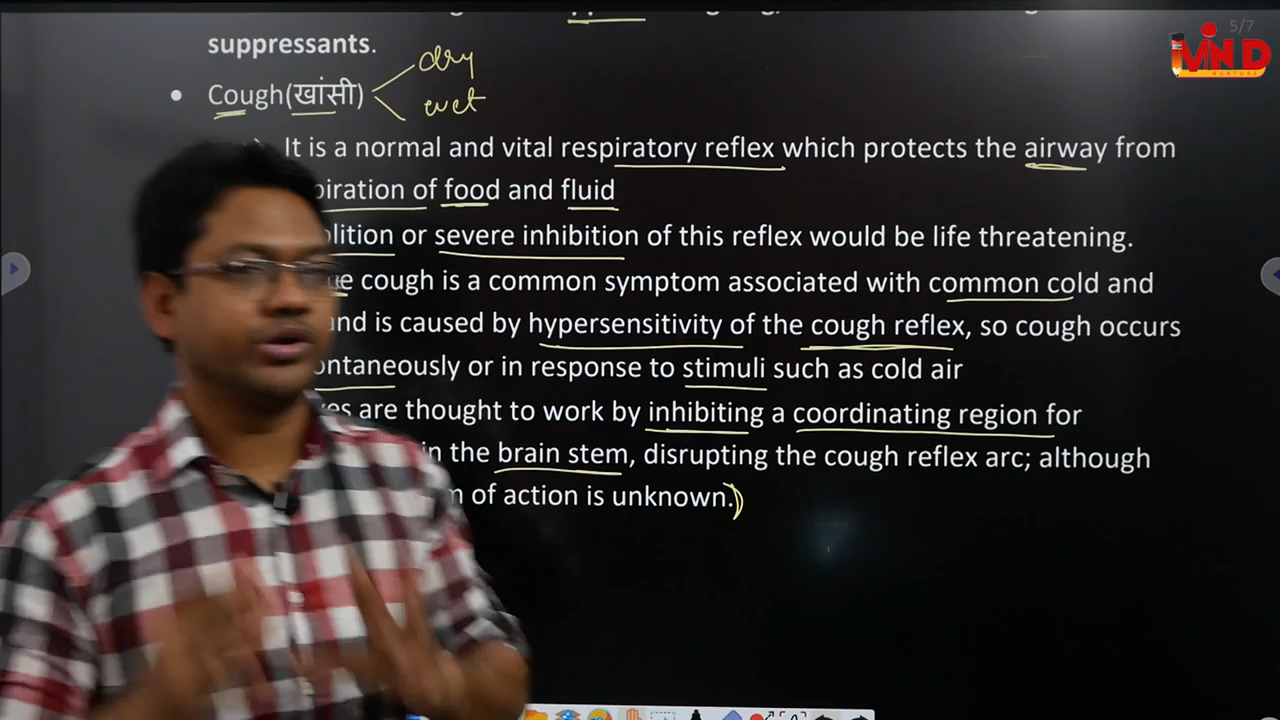 5/7
MIND
NURTURE
suppressants.
• Cough(खांसी) dry
wet
It is a normal and vital respiratory reflex which protects the airway from
piration of food and fluid
lition or severe inhibition of this reflex would be life threatening.
e cough is a common symptom associated with common cold and
and is caused by hypersensitivity of the cough reflex, so cough occurs
ontaneously or in response to stimuli such as cold air
ves are thought to work by inhibiting a coordinating region for
in the brain stem, disrupting the cough reflex arc; although
m of action is unknown.)